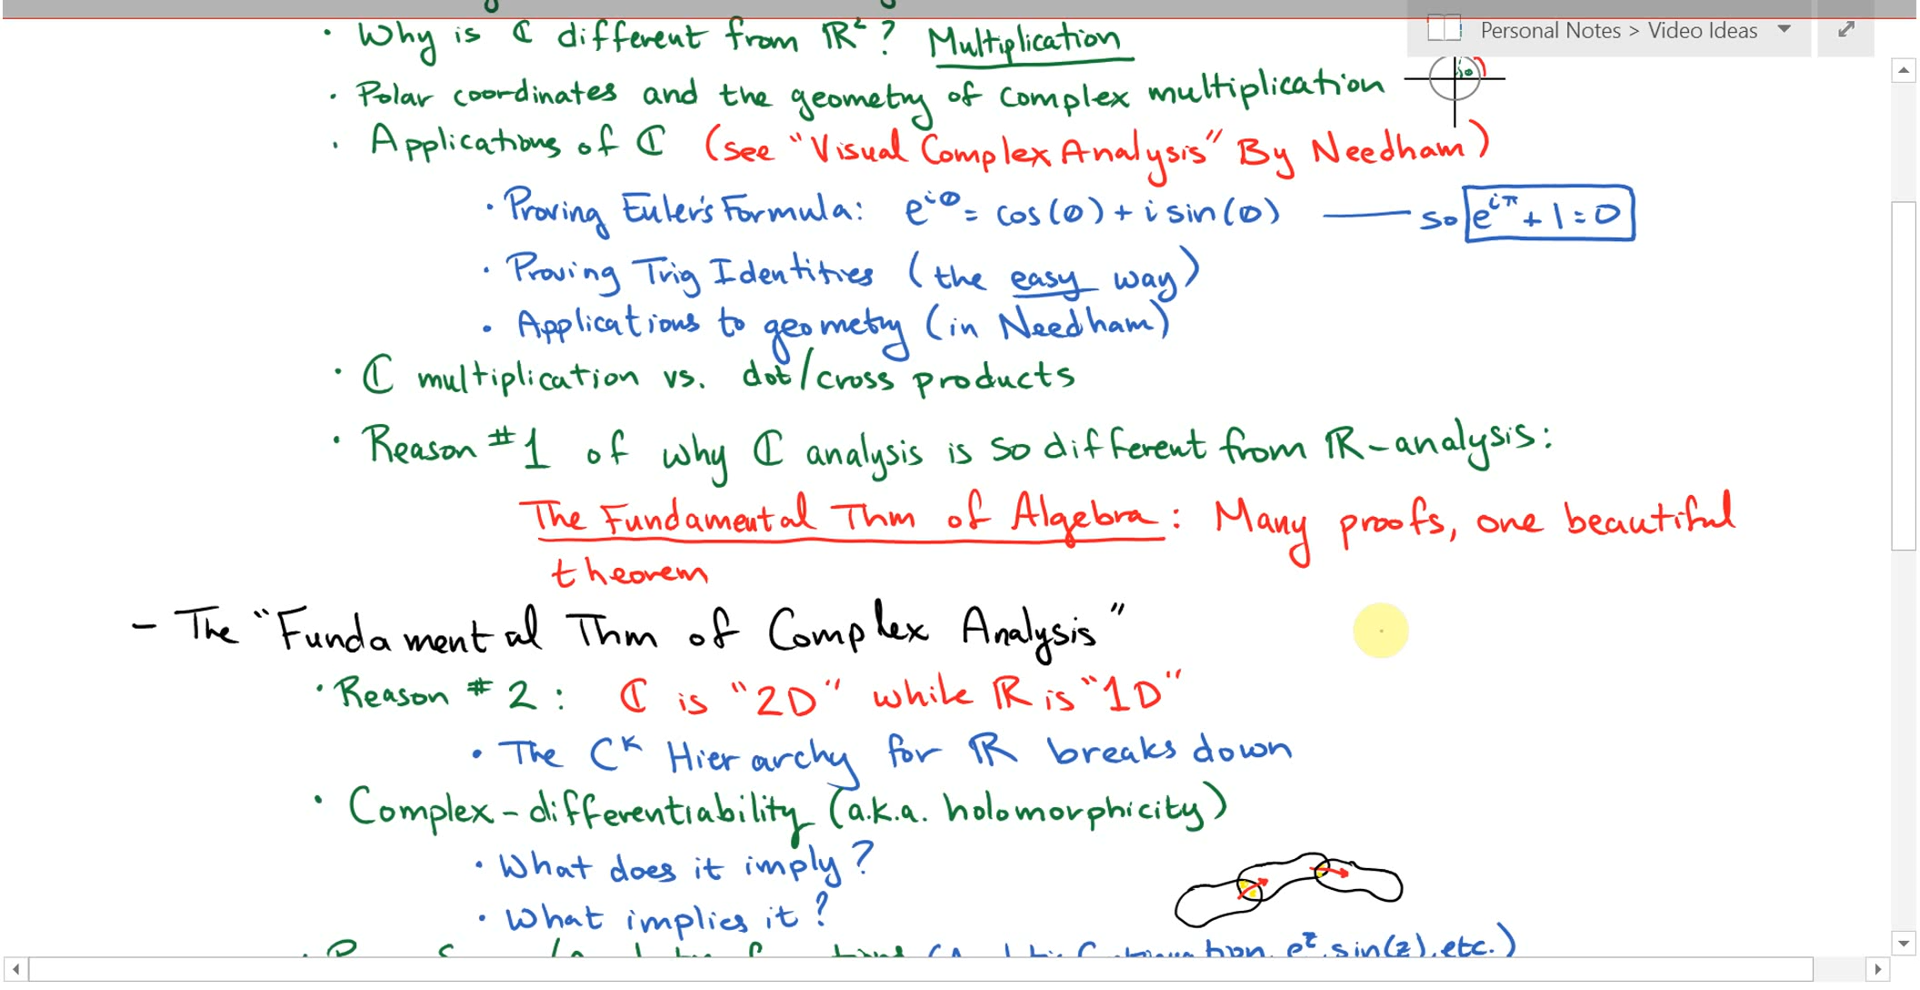 · Why is ℂ different from ℝ²? Multiplication
Personal Notes > Video Ideas
· Polar coordinates and the geometry of complex multiplication
· Applications of ℂ (see "Visual Complex Analysis" By Needham)
· Proving Euler's Formula: e^{iθ} = cos(θ) + i sin(θ) —— so e^{iπ} + 1 = 0
· Proving Trig Identities (the easy way)
· Applications to geometry (in Needham)
· ℂ multiplication vs. dot/cross products
· Reason #1 of why ℂ analysis is so different from ℝ-analysis:
The Fundamental Thm of Algebra: Many proofs, one beautiful
theorem
- The "Fundamental Thm of Complex Analysis"
· Reason #2: ℂ is "2D" while ℝ is "1D"
· The C^k Hierarchy for ℝ breaks down
· Complex-differentiability (a.k.a. holomorphicity)
· What does it imply?
· What implies it?
e^z, sin(z), etc.)